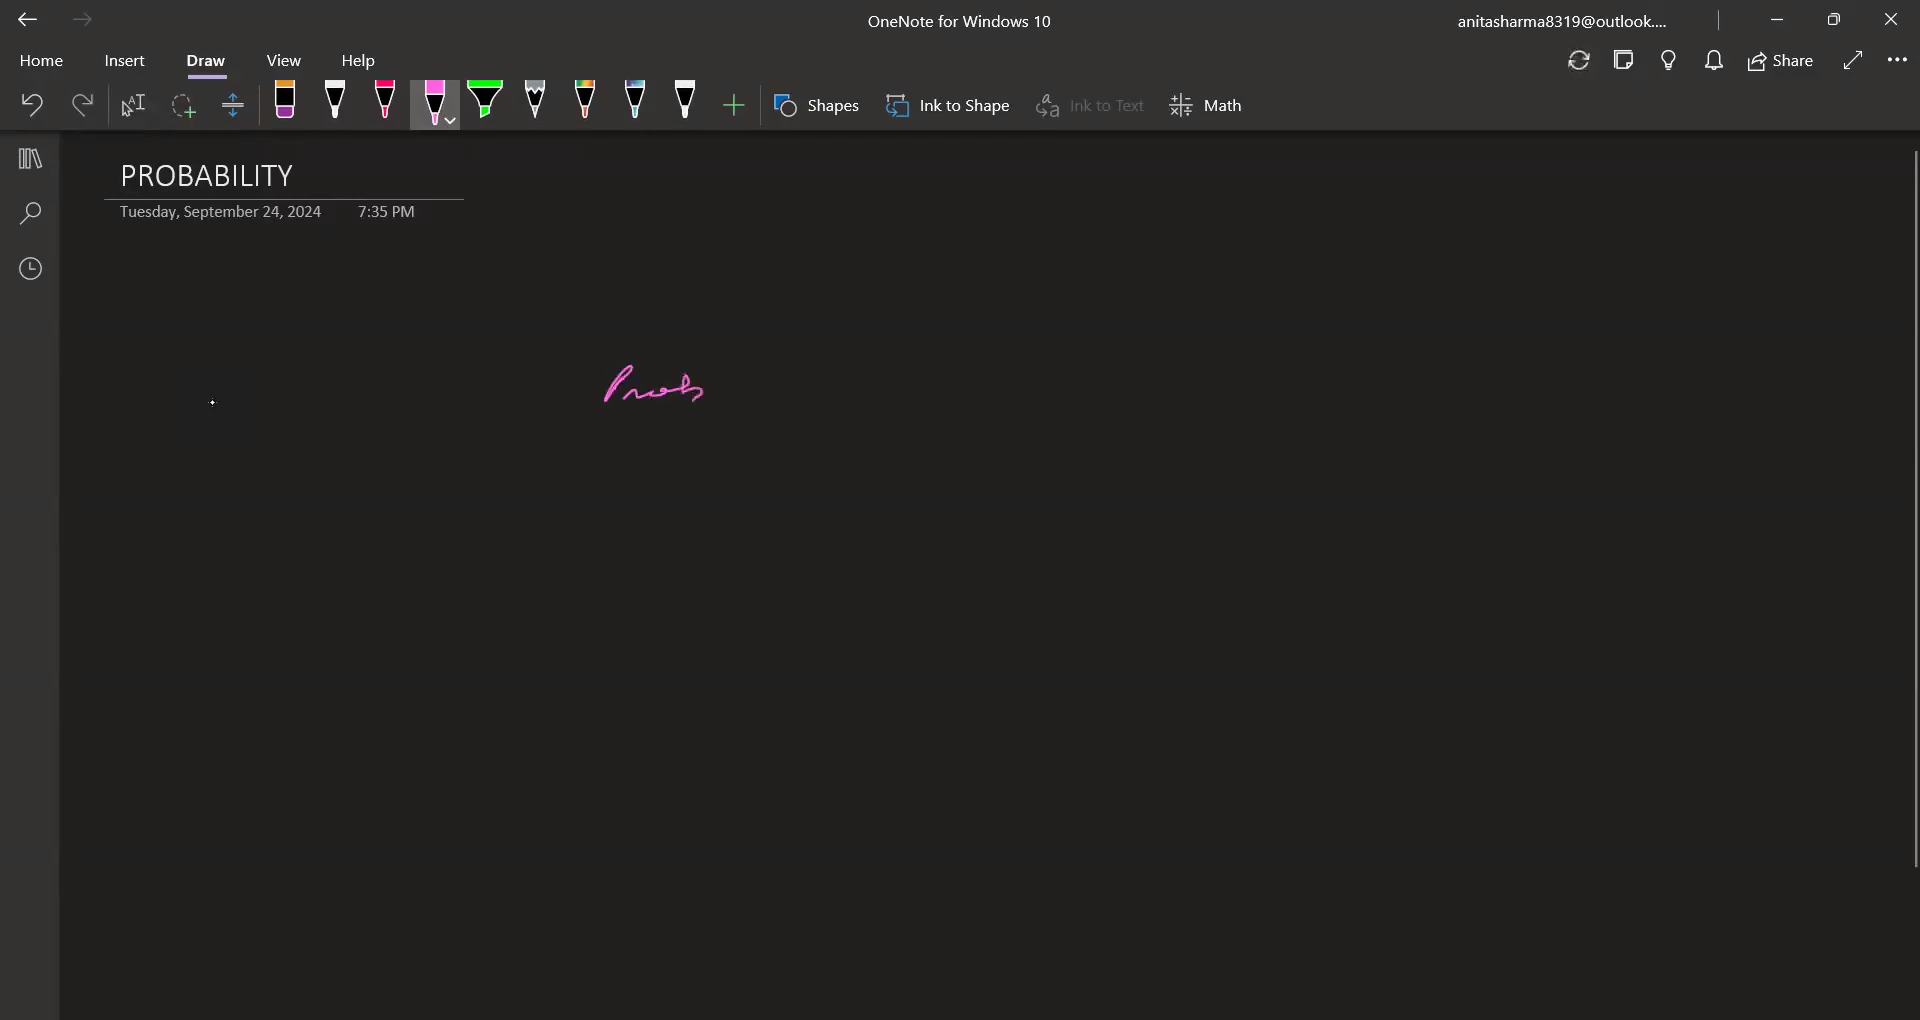 OneNote for Windows 10
anitasharma8319@outlook....
Home Insert Draw View Help
Share
Shapes Ink to Shape Ink to Text Math
PROBABILITY
Tuesday, September 24, 2024 7:35 PM
Prob